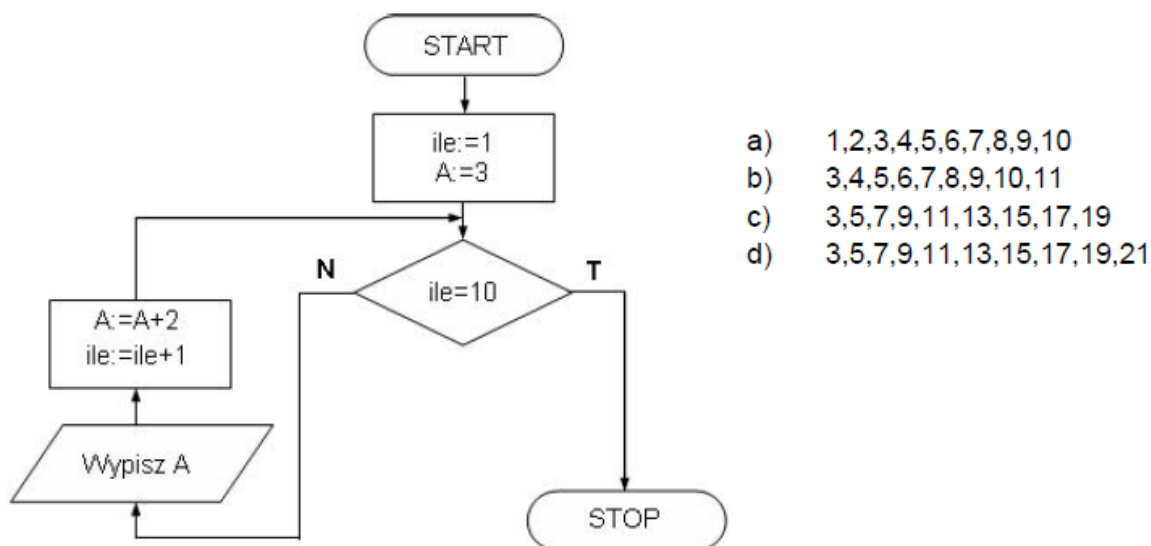 START
ile:=1
A:=3
N
T
ile=10
A:=A+2
ile:=ile+1
Wypisz A
STOP
a) 1,2,3,4,5,6,7,8,9,10
b) 3,4,5,6,7,8,9,10,11
c) 3,5,7,9,11,13,15,17,19
d) 3,5,7,9,11,13,15,17,19,21